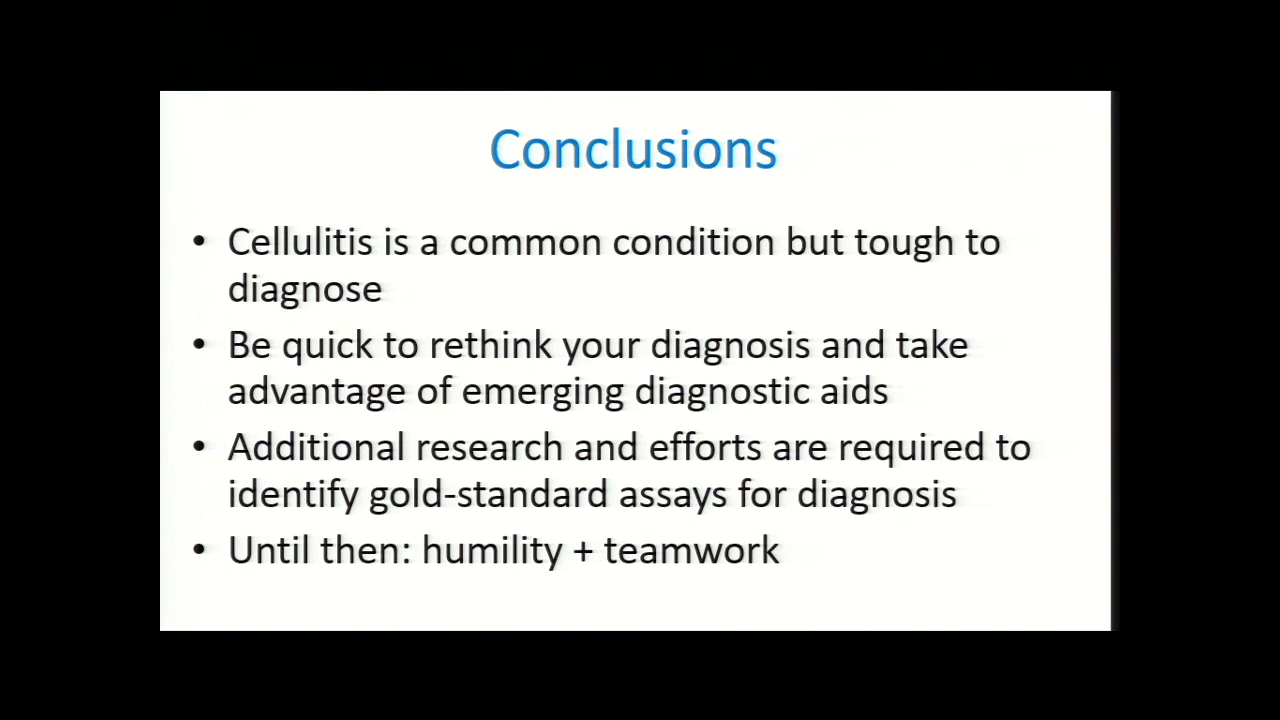 Conclusions
• Cellulitis is a common condition but tough to
diagnose
• Be quick to rethink your diagnosis and take
advantage of emerging diagnostic aids
• Additional research and efforts are required to
identify gold-standard assays for diagnosis
• Until then: humility + teamwork